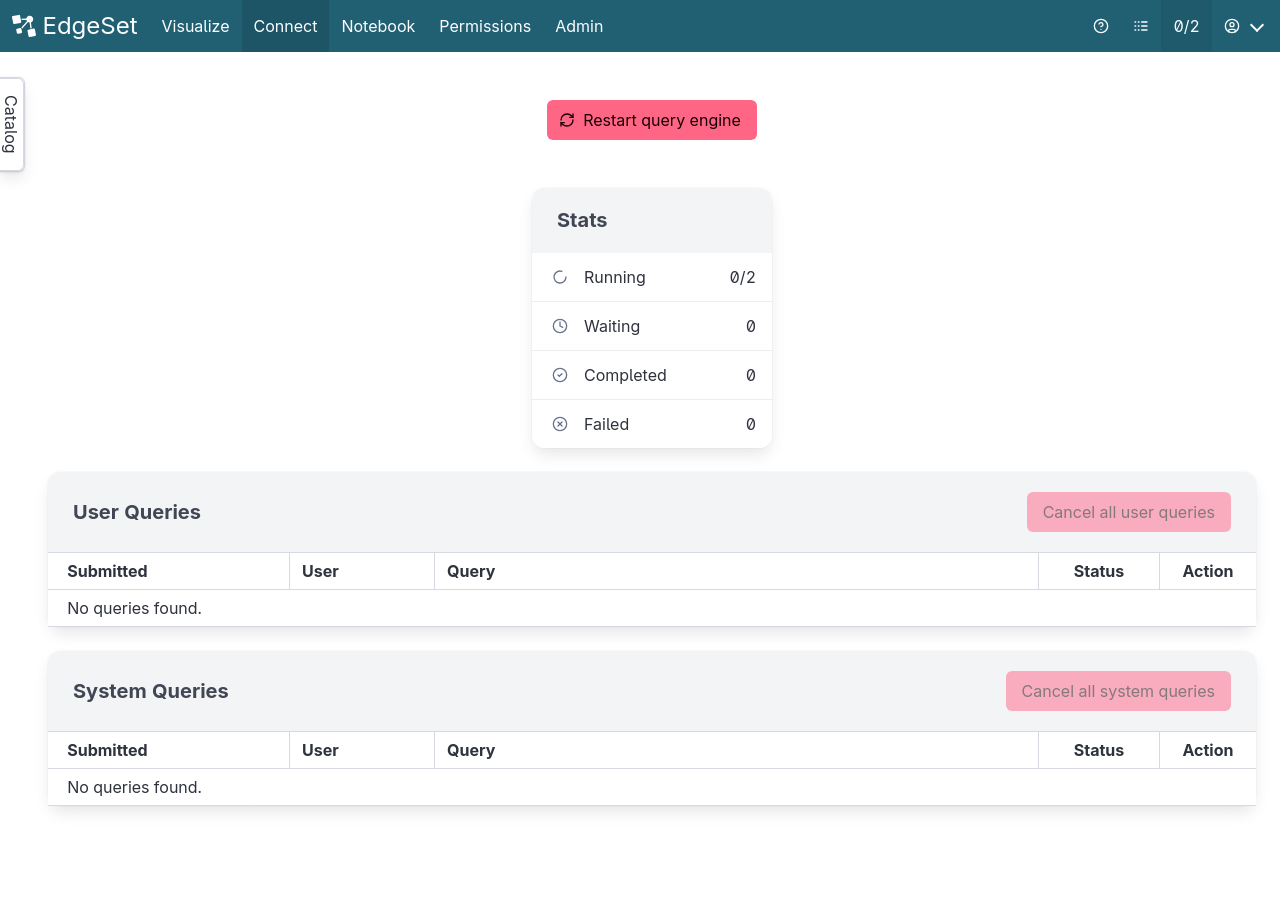 EdgeSet Visualize Connect Notebook Permissions Admin 0/2
Catalog
Restart query engine
Stats
Running 0/2
Waiting 0
Completed 0
Failed 0
User Queries Cancel all user queries
Submitted User Query Status Action
No queries found.
System Queries Cancel all system queries
Submitted User Query Status Action
No queries found.